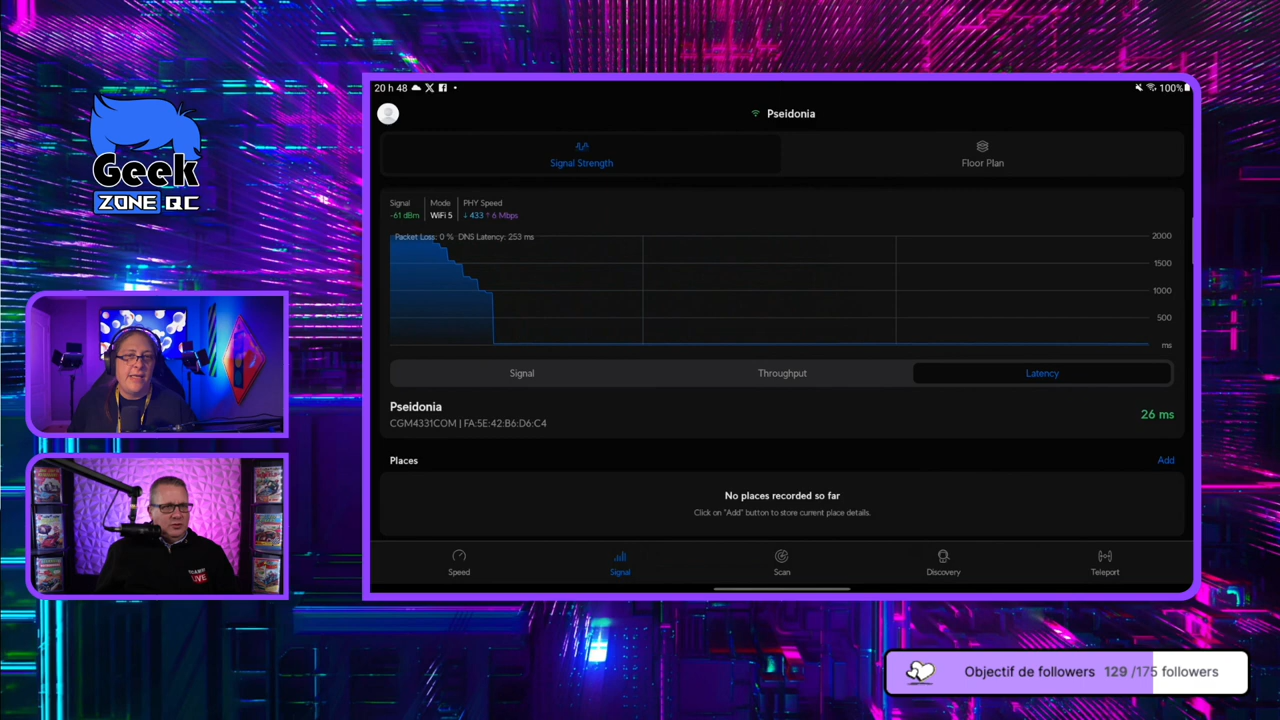 Geek
ZONE QC
20 h 48
100%
Pseidonia
Signal Strength
Floor Plan
Signal
Mode
PHY Speed
-61 dBm
WiFi 5
↓ 433 ↑ 6 Mbps
Packet Loss: 0 % DNS Latency: 253 ms
2000
1500
1000
500
ms
Signal
Throughput
Latency
Pseidonia
CGM4331COM | FA:5E:42:B6:D6:C4
26 ms
Places
Add
No places recorded so far
Click on "Add" button to store current place details.
Speed
Signal
Scan
Discovery
Teleport
LIVE
Objectif de followers 129 /175 followers